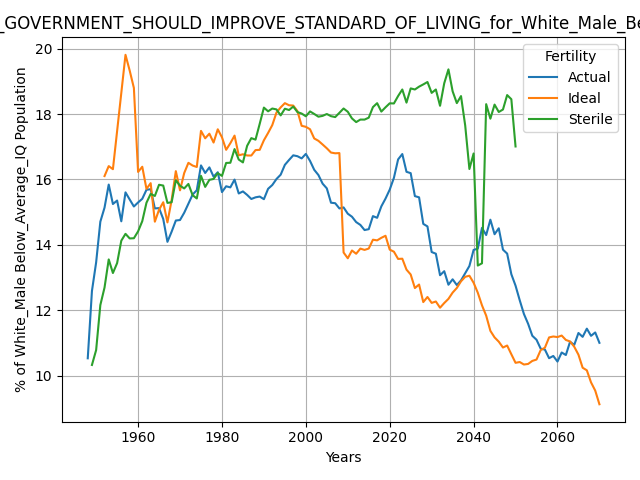 _GOVERNMENT_SHOULD_IMPROVE_STANDARD_OF_LIVING_for_White_Male_Be
Fertility
Actual
Ideal
Sterile
% of White_Male Below_Average_IQ Population
20
18
16
14
12
10
1960
1980
2000
2020
2040
2060
Years